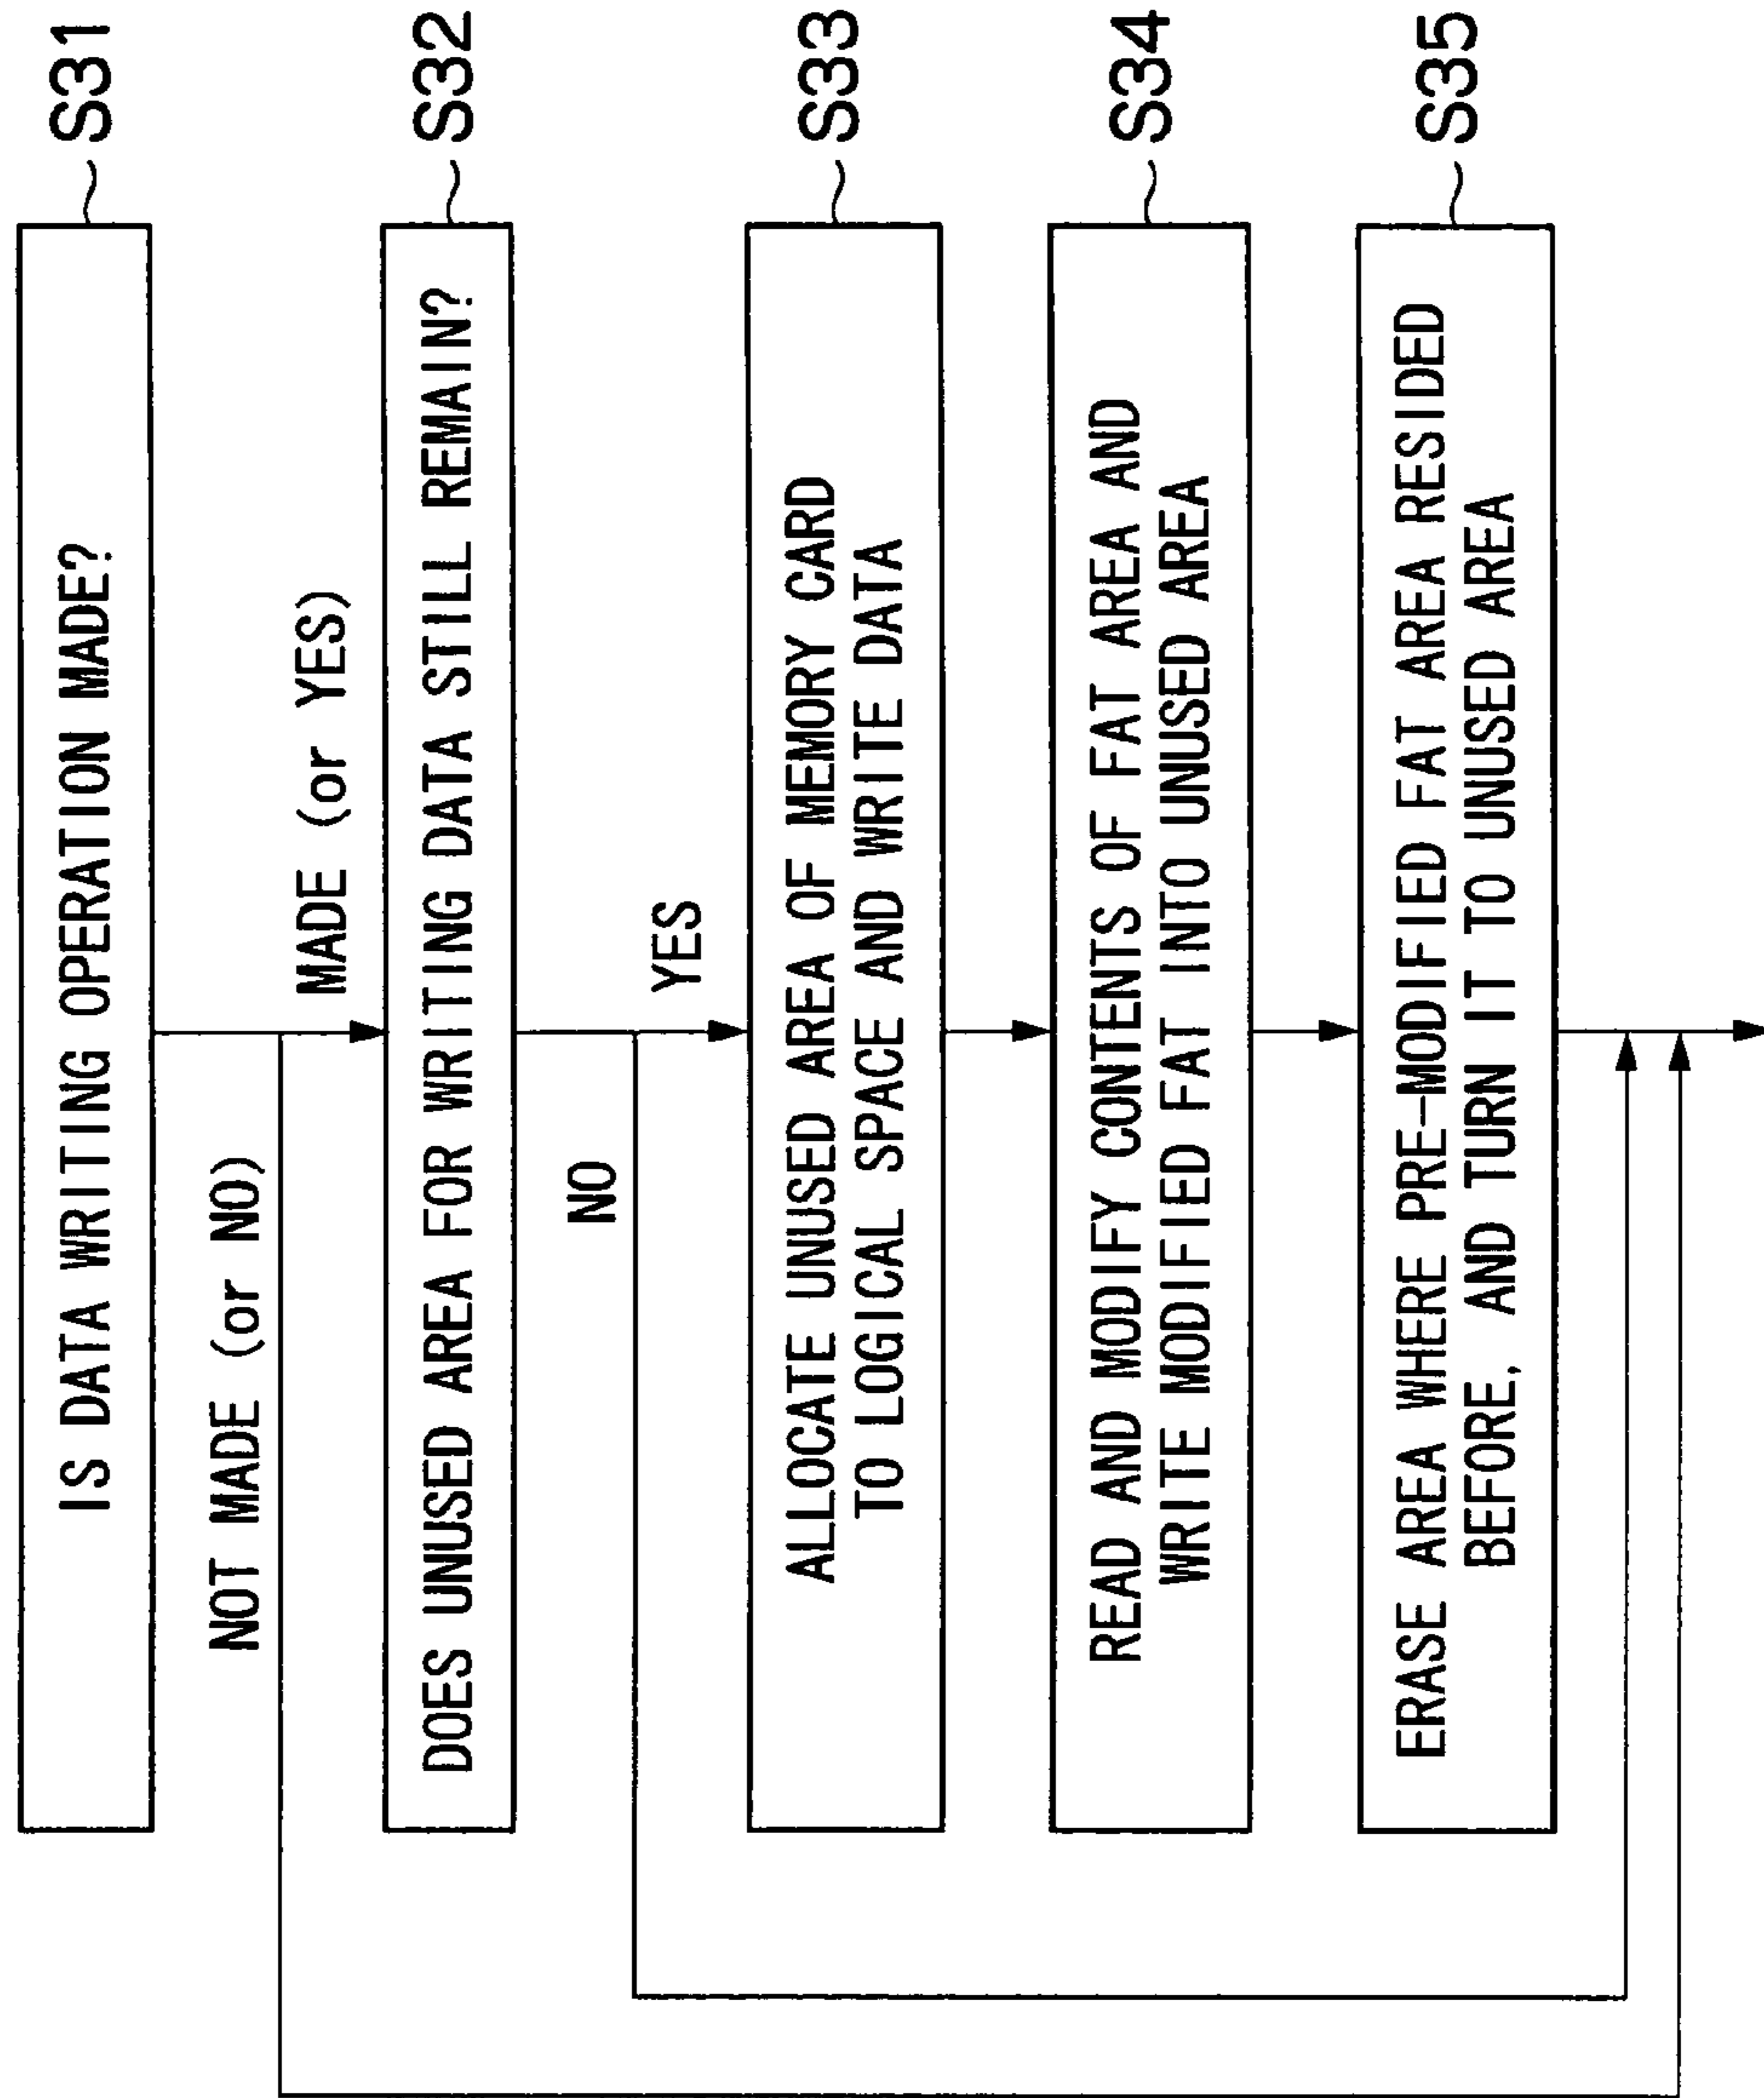 IS DATA WRITING OPERATION MADE?
S31
NOT MADE (or NO)
MADE (or YES)
DOES UNUSED AREA FOR WRITING DATA STILL REMAIN?
S32
NO
YES
ALLOCATE UNUSED AREA OF MEMORY CARD
TO LOGICAL SPACE AND WRITE DATA
S33
READ AND MODIFY CONTENTS OF FAT AREA AND
WRITE MODIFIED FAT INTO UNUSED AREA
S34
ERASE AREA WHERE PRE-MODIFIED FAT AREA RESIDED
BEFORE, AND TURN IT TO UNUSED AREA
S35